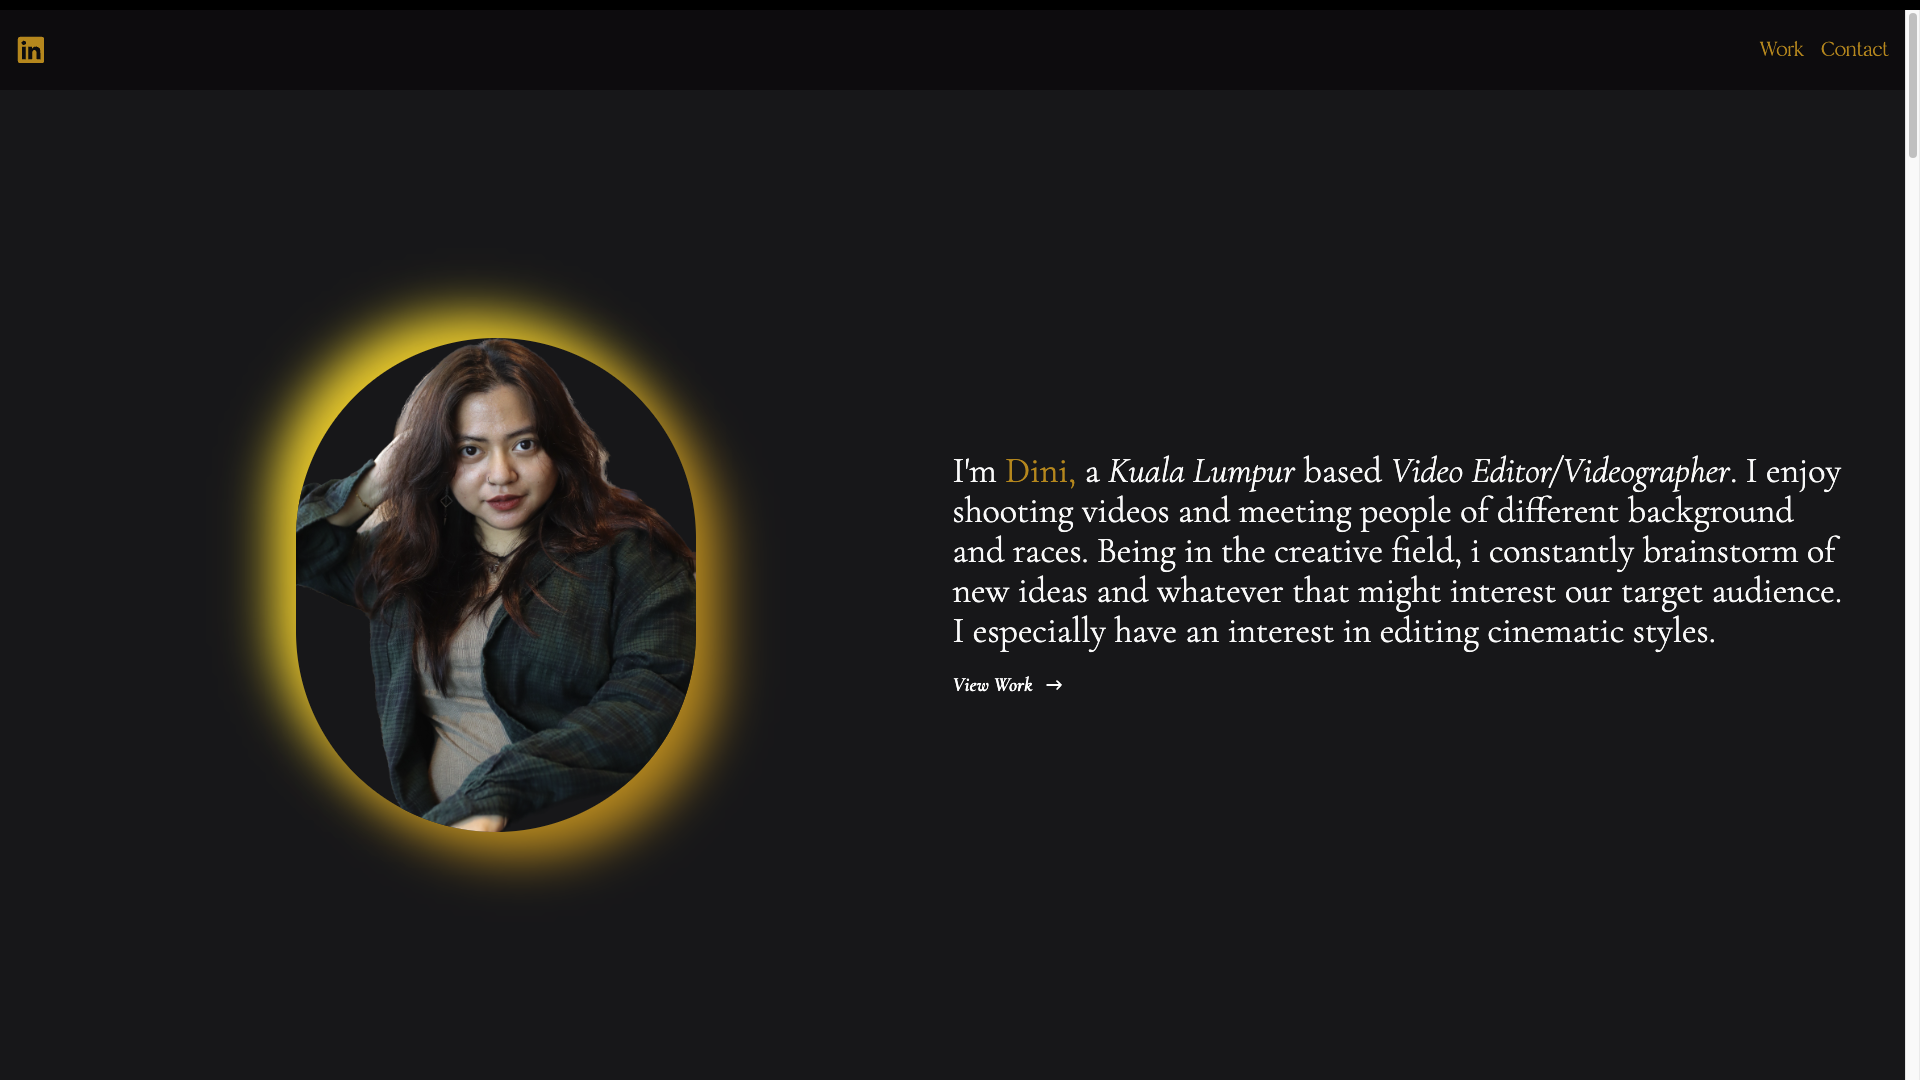 in
Work Contact
I'm Dini, a Kuala Lumpur based Video Editor/Videographer. I enjoy
shooting videos and meeting people of different background
and races. Being in the creative field, i constantly brainstorm of
new ideas and whatever that might interest our target audience.
I especially have an interest in editing cinematic styles.
View Work →